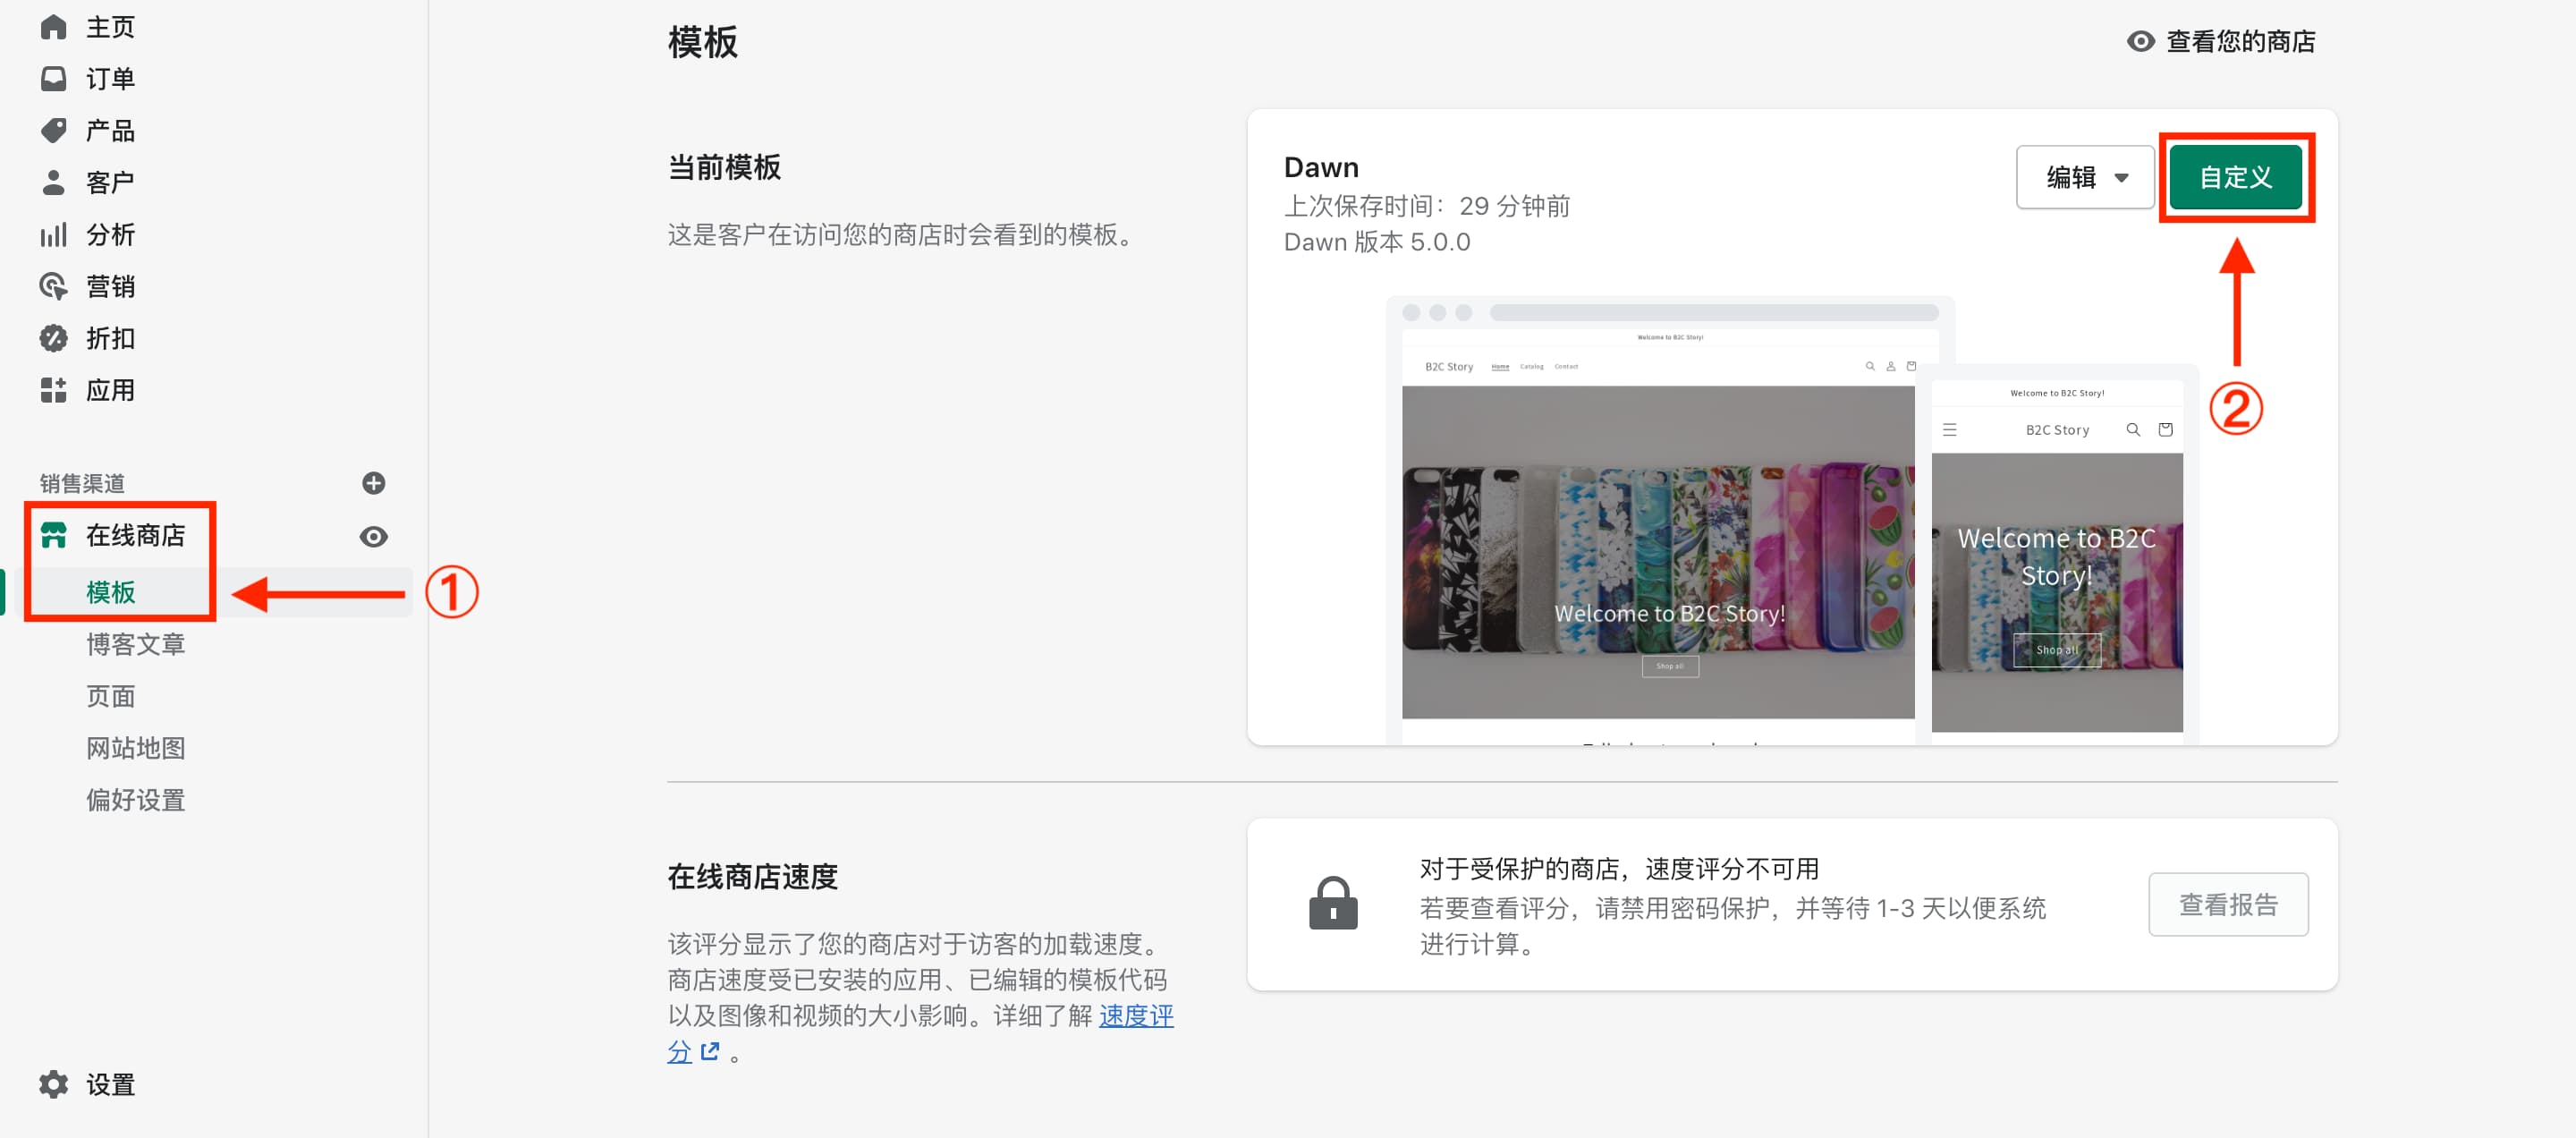 主页
订单
产品
客户
分析
营销
折扣
应用
销售渠道
在线商店
模板
博客文章
页面
网站地图
偏好设置
设置
①
模板
查看您的商店
当前模板
这是客户在访问您的商店时会看到的模板。
Dawn
上次保存时间：29 分钟前
Dawn 版本 5.0.0
编辑
自定义
②
Welcome to B2C Story!
B2C Story Home Catalog Contact
Welcome to B2C Story!
Shop all
Welcome to B2C Story!
B2C Story
Welcome to B2C
Story!
Shop all
在线商店速度
该评分显示了您的商店对于访客的加载速度。
商店速度受已安装的应用、已编辑的模板代码
以及图像和视频的大小影响。详细了解 速度评
分 。
对于受保护的商店，速度评分不可用
若要查看评分，请禁用密码保护，并等待 1-3 天以便系统
进行计算。
查看报告